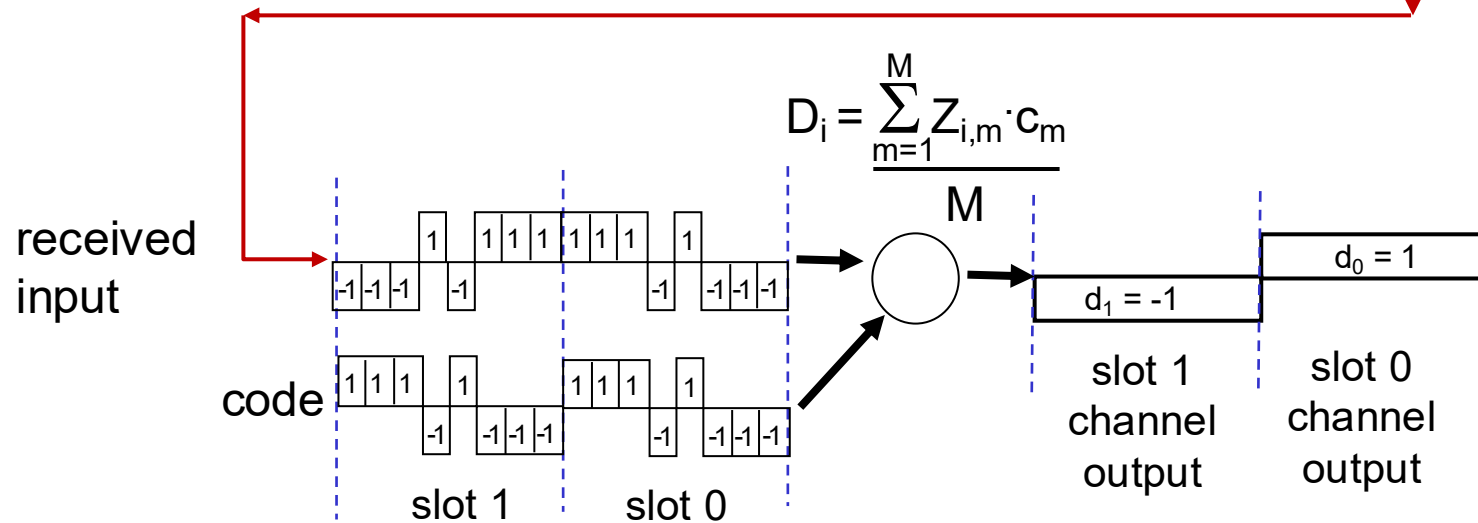 M
Dᵢ = ∑ Zᵢ,ₘ·cₘ
m=1
M
received
input
-1 -1 -1 1 -1 1 1 1 1 1 1 -1 1 -1 -1 -1
code
1 1 1 -1 1 -1 -1 -1 1 1 1 -1 1 -1 -1 -1
slot 1
slot 0
d₁ = -1
d₀ = 1
slot 1
channel
output
slot 0
channel
output